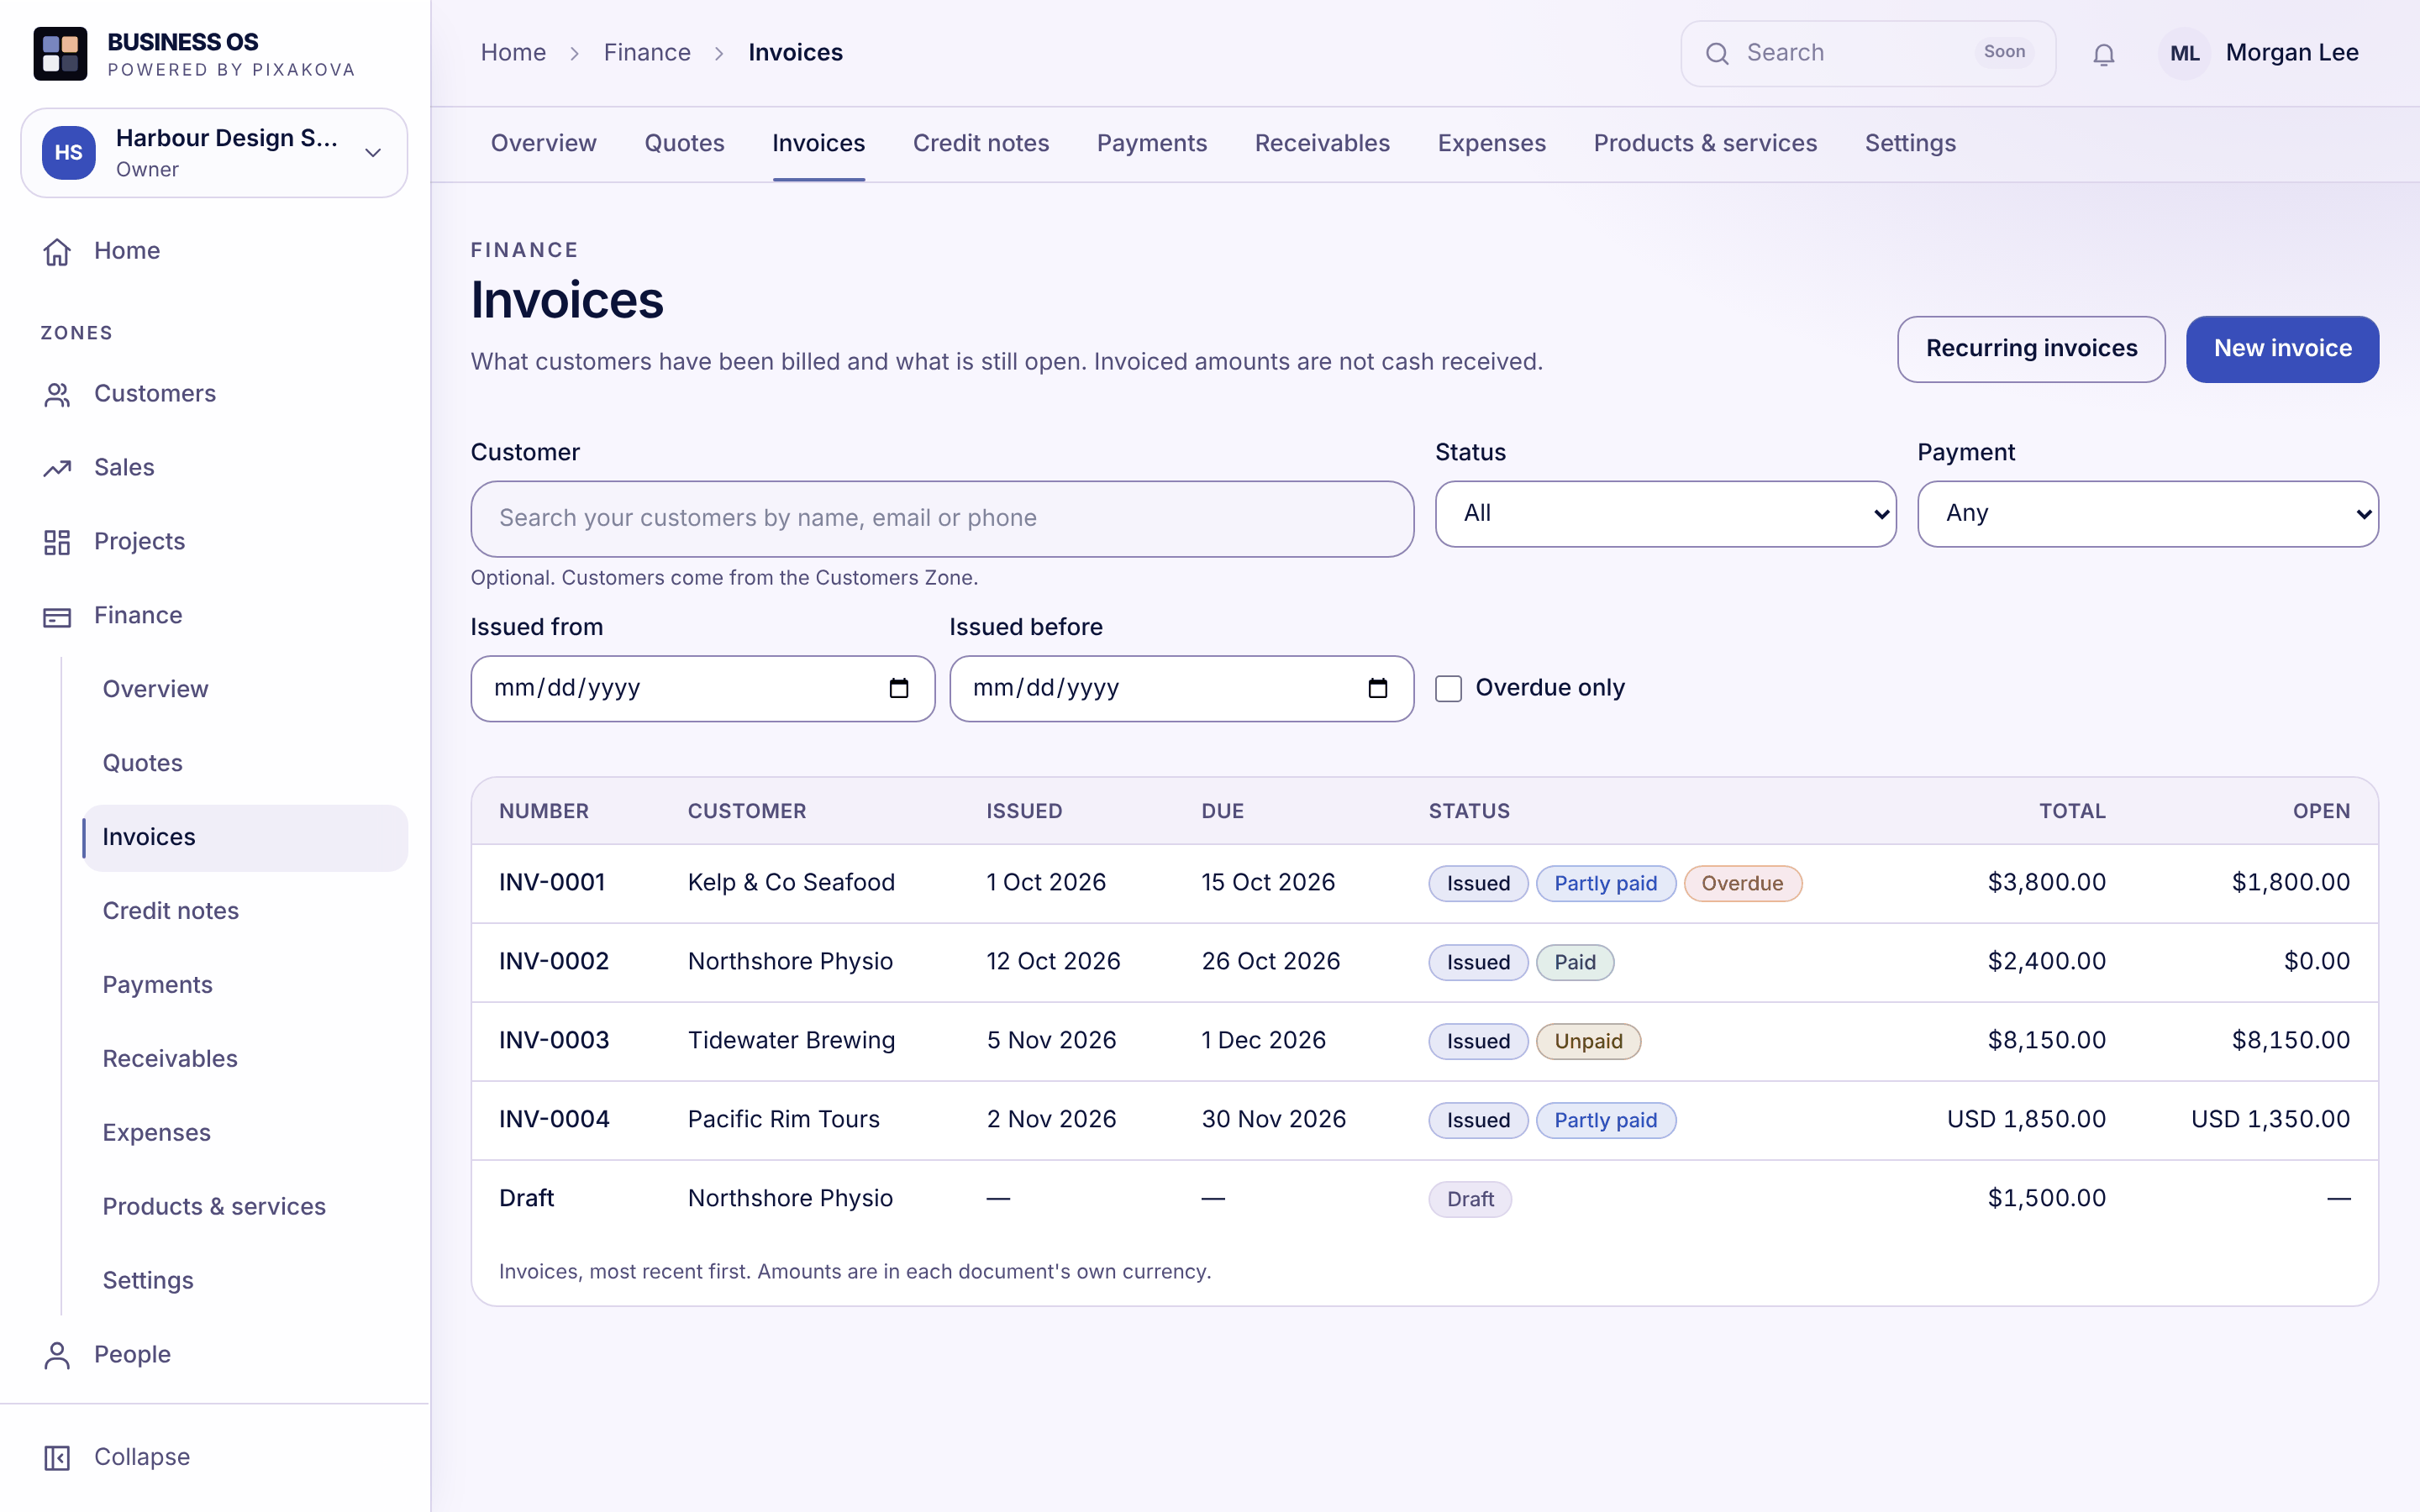 BUSINESS OS
POWERED BY PIXAKOVA
HS
Harbour Design S...
Owner
Home
ZONES
Customers
Sales
Projects
Finance
Overview
Quotes
Invoices
Credit notes
Payments
Receivables
Expenses
Products & services
Settings
People
Collapse
Home > Finance > Invoices
Search Soon
ML Morgan Lee
Overview Quotes Invoices Credit notes Payments Receivables Expenses Products & services Settings
FINANCE
Invoices
What customers have been billed and what is still open. Invoiced amounts are not cash received.
Recurring invoices New invoice
Customer Status Payment
Search your customers by name, email or phone All Any
Optional. Customers come from the Customers Zone.
Issued from Issued before
mm/dd/yyyy mm/dd/yyyy Overdue only
NUMBER CUSTOMER ISSUED DUE STATUS TOTAL OPEN
INV-0001 Kelp & Co Seafood 1 Oct 2026 15 Oct 2026 Issued Partly paid Overdue $3,800.00 $1,800.00
INV-0002 Northshore Physio 12 Oct 2026 26 Oct 2026 Issued Paid $2,400.00 $0.00
INV-0003 Tidewater Brewing 5 Nov 2026 1 Dec 2026 Issued Unpaid $8,150.00 $8,150.00
INV-0004 Pacific Rim Tours 2 Nov 2026 30 Nov 2026 Issued Partly paid USD 1,850.00 USD 1,350.00
Draft Northshore Physio — — Draft $1,500.00 —
Invoices, most recent first. Amounts are in each document's own currency.